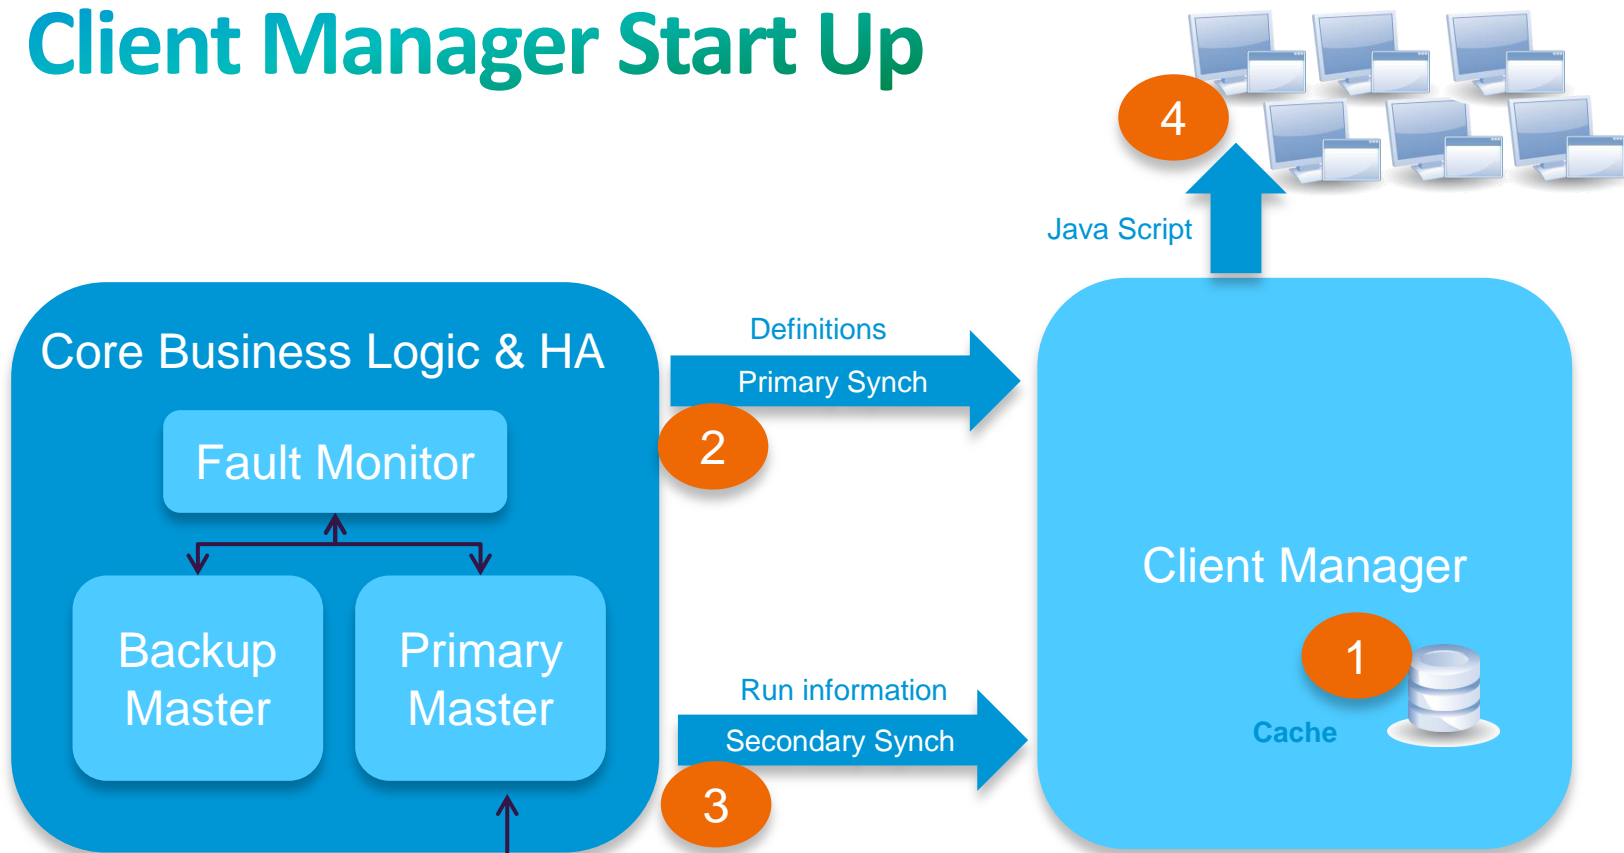 Client Manager Start Up
4
Java Script
Core Business Logic & HA
Definitions
Primary Synch
2
Fault Monitor
Backup
Master
Primary
Master
Client Manager
1
Cache
Run information
Secondary Synch
3